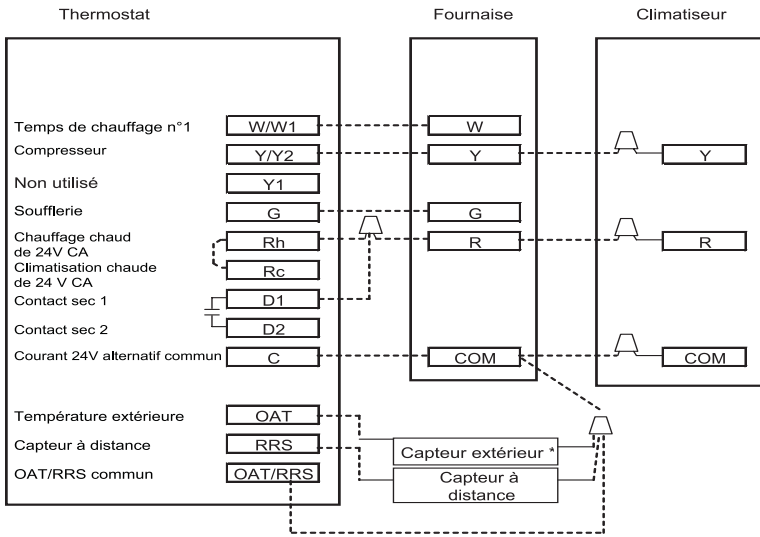 Thermostat Fournaise Climatiseur
Temps de chauffage n°1 W/W1 W
Compresseur Y/Y2 Y Y
Non utilisé Y1
Soufflerie G G
Chauffage chaud
de 24V CA Rh R R
Climatisation chaude
de 24 V CA Rc
Contact sec 1 D1
Contact sec 2 D2
Courant 24V alternatif commun C COM COM
Température extérieure OAT
Capteur extérieur *
Capteur à distance RRS
Capteur à
distance
OAT/RRS commun OAT/RRS